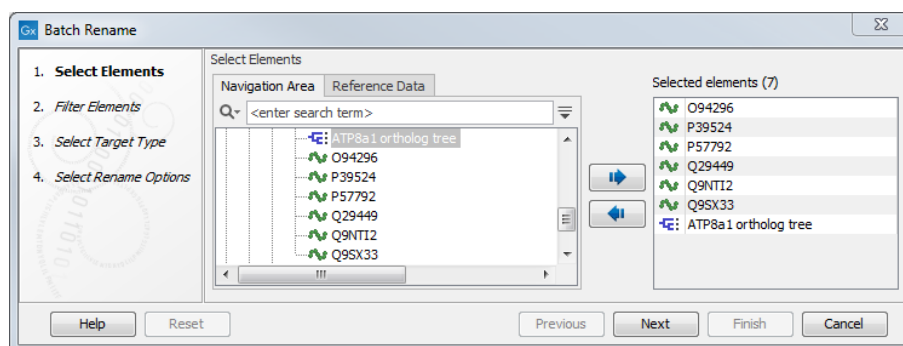 Gx Batch Rename
1. Select Elements
2. Filter Elements
3. Select Target Type
4. Select Rename Options
Select Elements
Navigation Area Reference Data
<enter search term>
ATP8a1 ortholog tree
O94296
P39524
P57792
Q29449
Q9NTI2
Q9SX33
Selected elements (7)
O94296
P39524
P57792
Q29449
Q9NTI2
Q9SX33
ATP8a1 ortholog tree
Help Reset Previous Next Finish Cancel